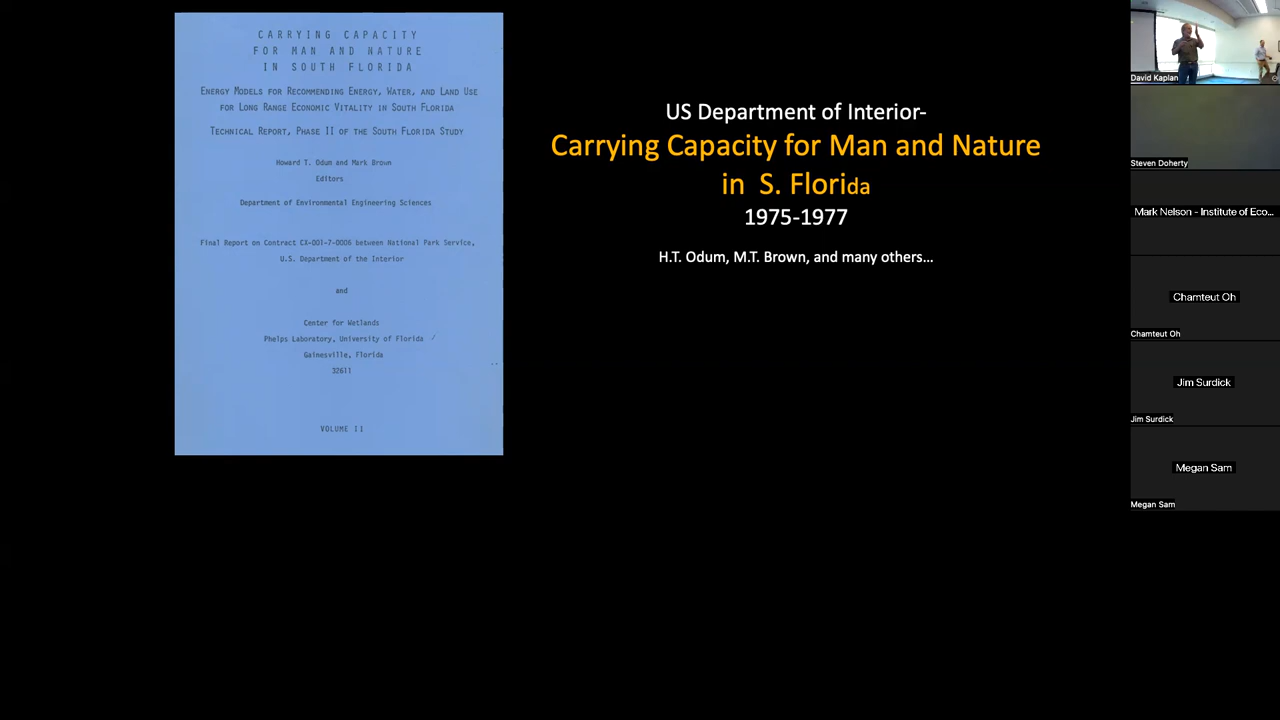 CARRYING CAPACITY
FOR MAN AND NATURE
IN SOUTH FLORIDA
ENERGY MODELS FOR RECOMMENDING ENERGY, WATER, AND LAND USE
FOR LONG RANGE ECONOMIC VITALITY IN SOUTH FLORIDA
TECHNICAL REPORT, PHASE II OF THE SOUTH FLORIDA STUDY
Howard T. Odum and Mark Brown
Editors
Department of Environmental Engineering Sciences
Final Report on Contract CX-001-7-0006 between National Park Service,
U.S. Department of the Interior
and
Center for Wetlands
Phelps Laboratory, University of Florida
Gainesville, Florida
32611
VOLUME II
US Department of Interior-
Carrying Capacity for Man and Nature
in S. Florida
1975-1977
H.T. Odum, M.T. Brown, and many others...
David Kaplan
Steven Doherty
Mark Nelson - Institute of Eco...
Chamteut Oh
Chamteut Oh
Jim Surdick
Jim Surdick
Megan Sam
Megan Sam